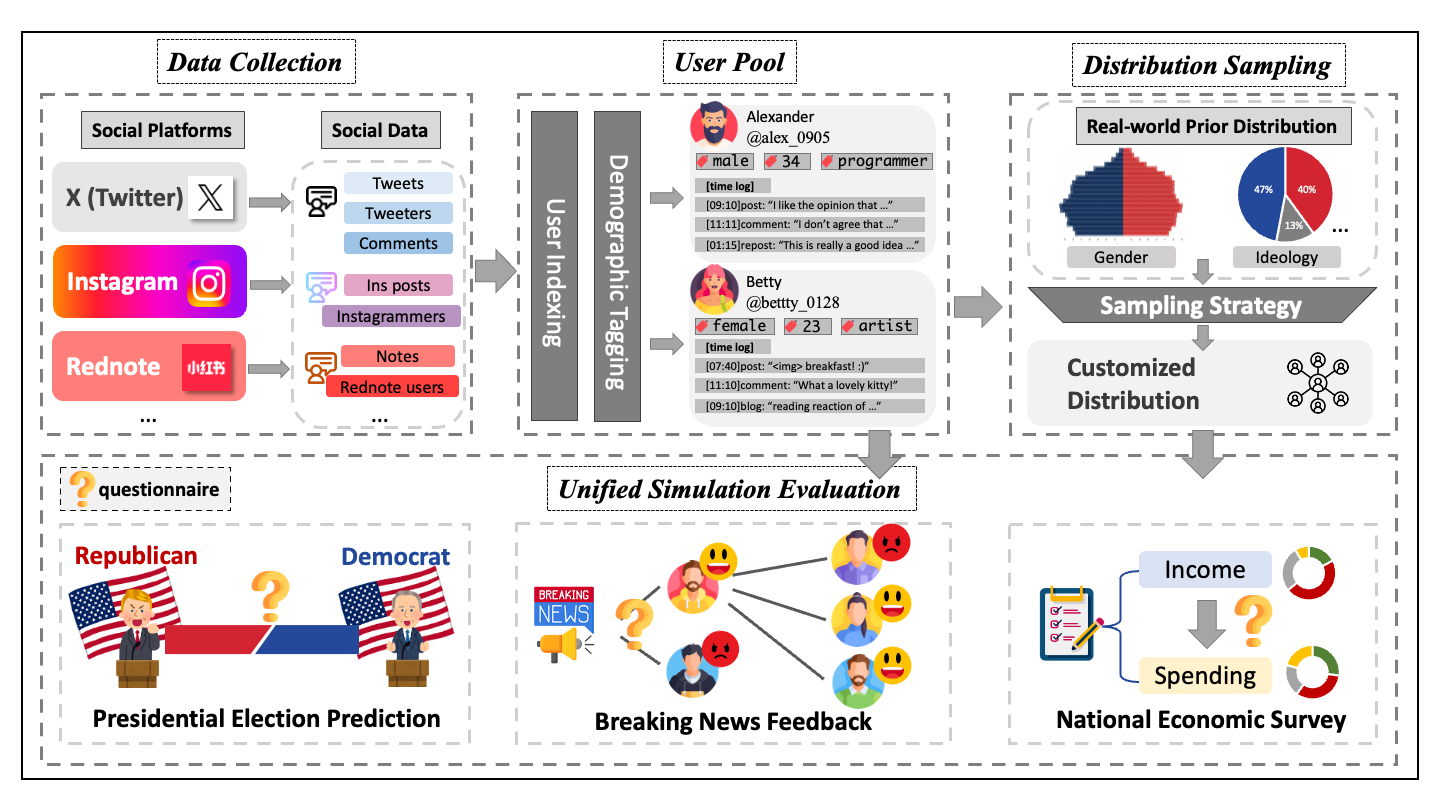 Data Collection
Social Platforms
Social Data
X (Twitter)
Tweets
Tweeters
Comments
Instagram
Ins posts
Instagrammers
Rednote
小红书
Notes
Rednote users
...
...
User Pool
User Indexing
Demographic Tagging
Alexander
@alex_0905
male
34
programmer
[time log]
[09:10]post: “I like the opinion that ...”
[11:11]comment: “I don’t agree that ...”
[01:15]repost: “This is really a good idea ...”
Betty
@bettty_0128
female
23
artist
[time log]
[07:40]post: “<img> breakfast! :)”
[11:10]comment: “What a lovely kitty!”
[09:10]blog: “reading reaction of ...”
Distribution Sampling
Real-world Prior Distribution
47%
40%
13%
...
Gender
Ideology
Sampling Strategy
Customized
Distribution
? questionnaire
Unified Simulation Evaluation
Republican
Democrat
?
Presidential Election Prediction
BREAKING
NEWS
?
Breaking News Feedback
Income
?
Spending
National Economic Survey